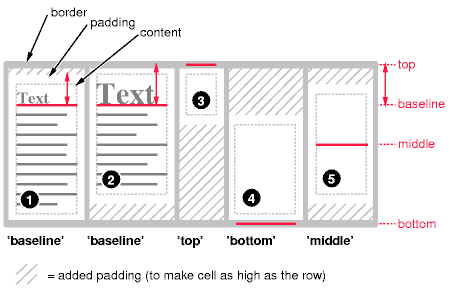 border
padding
content
top
Text
Text
baseline
3
middle
2
5
1
4
bottom
'baseline' 'baseline' 'top' 'bottom' 'middle'
= added padding (to make cell as high as the row)